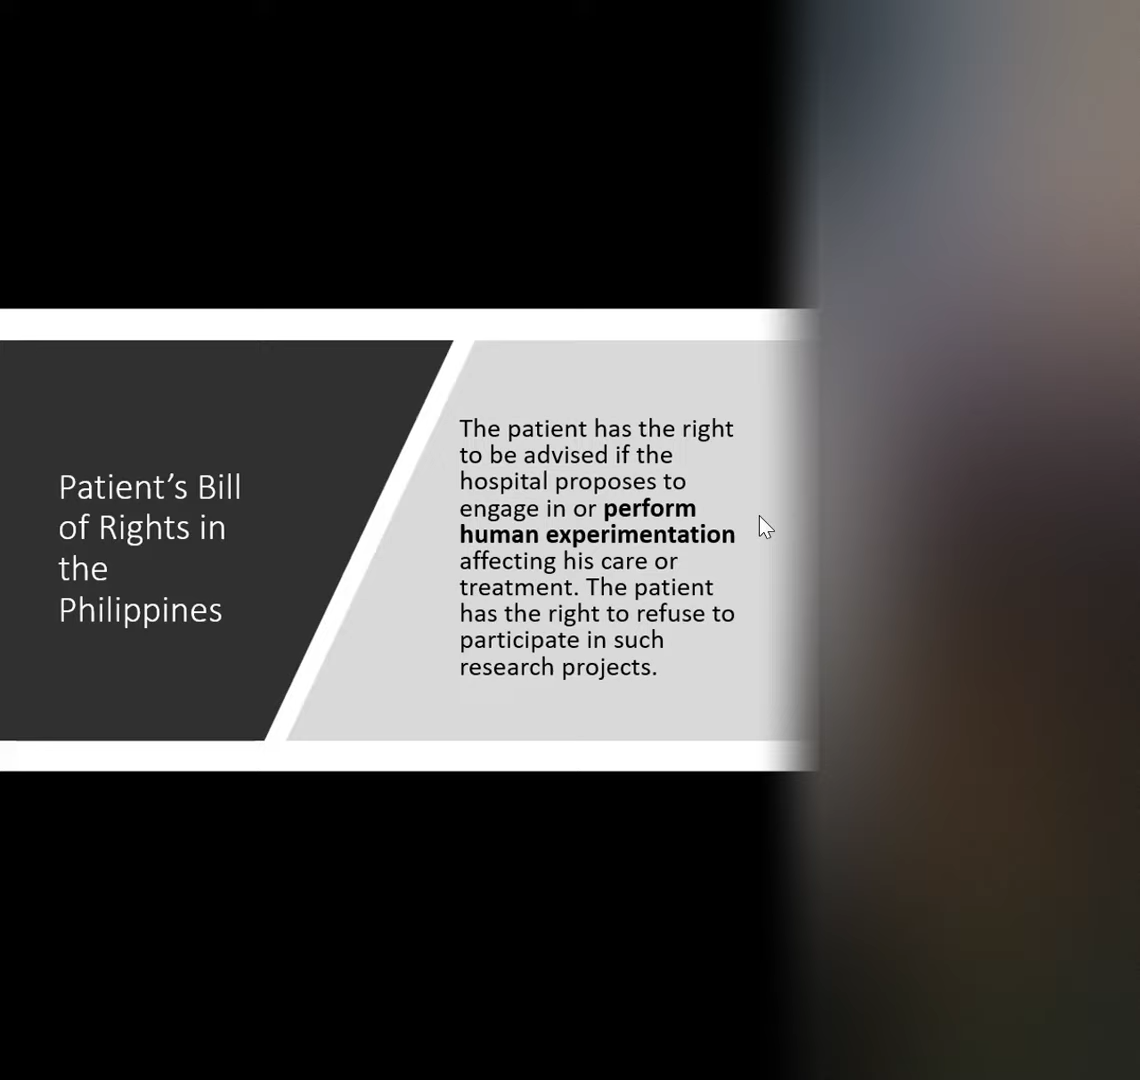 Patient’s Bill
of Rights in
the
Philippines
The patient has the right
to be advised if the
hospital proposes to
engage in or perform
human experimentation
affecting his care or
treatment. The patient
has the right to refuse to
participate in such
research projects.